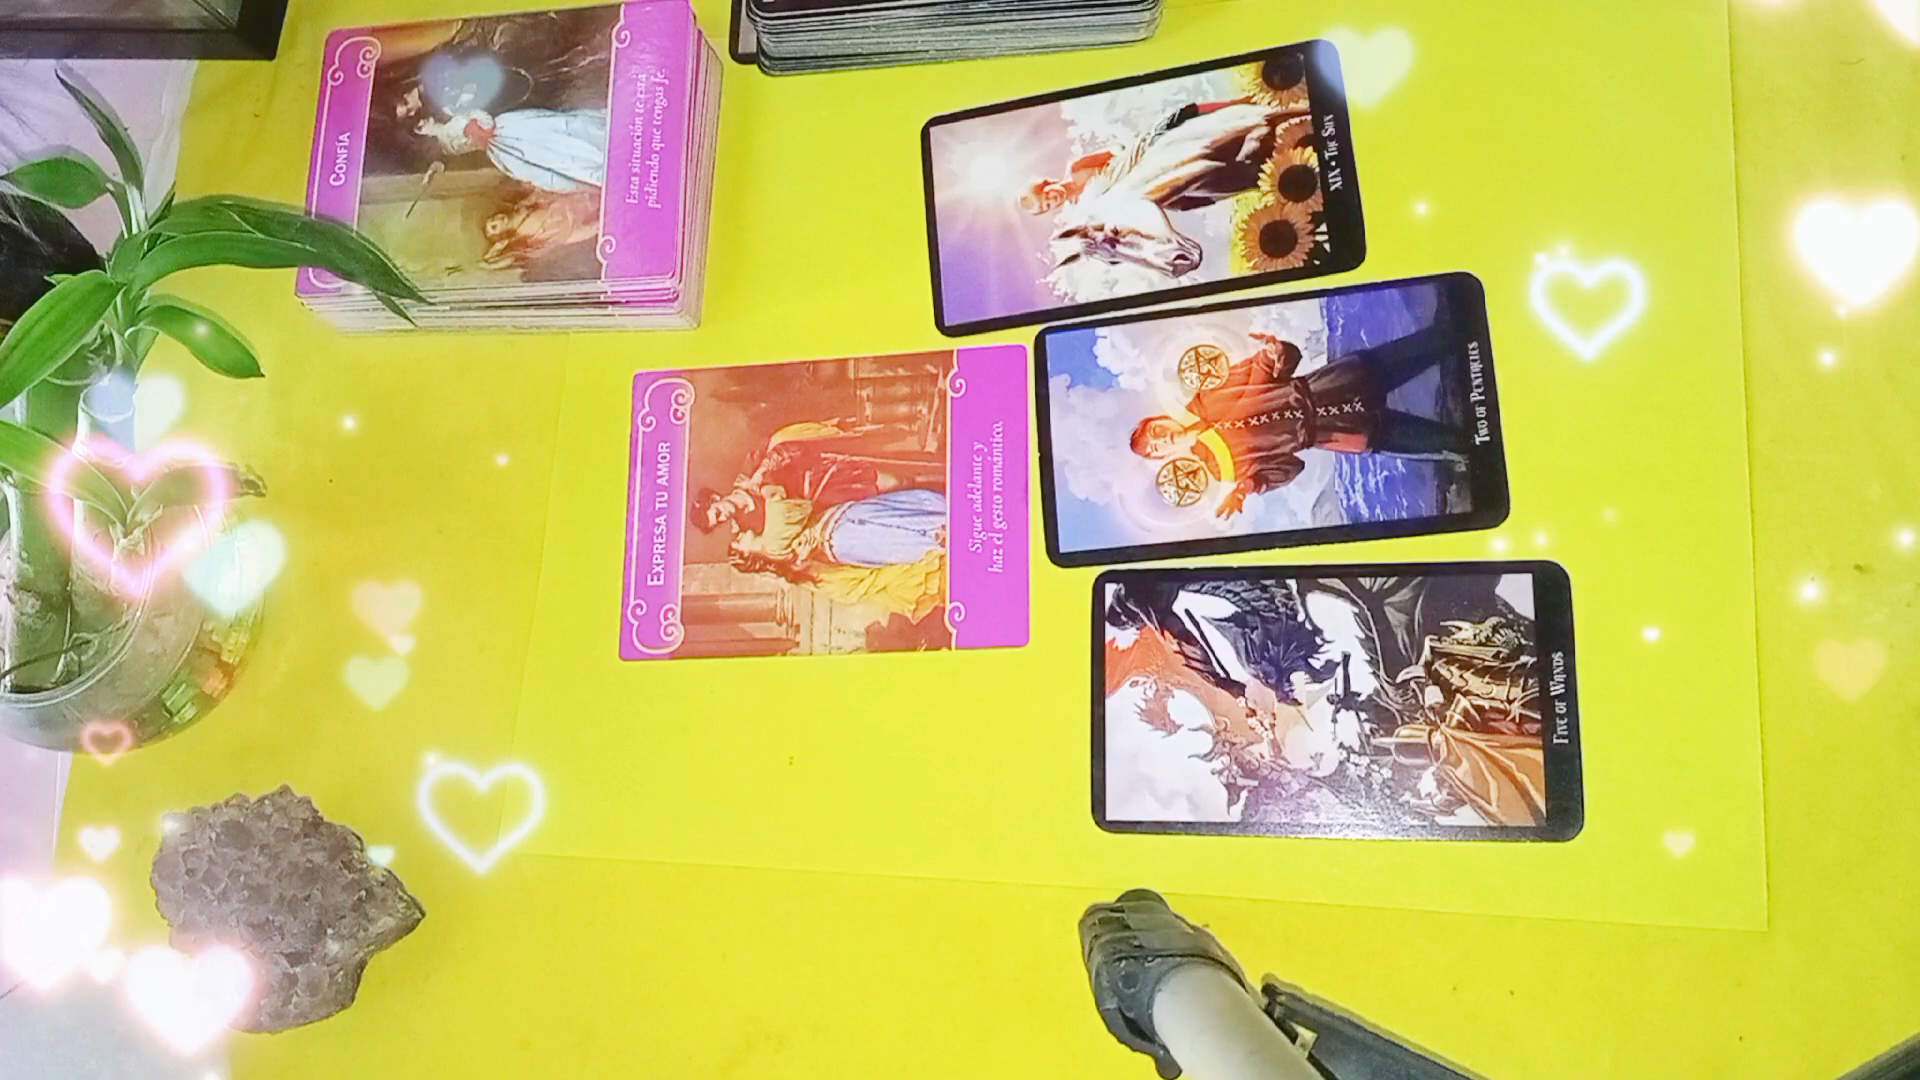 CONFÍA
Esta situación te está
pidiendo que tengas fe.
EXPRESA TU AMOR
Sigue adelante y
haz el gesto romántico.
XIX • THE SUN
TWO OF PENTACLES
FIVE OF WANDS